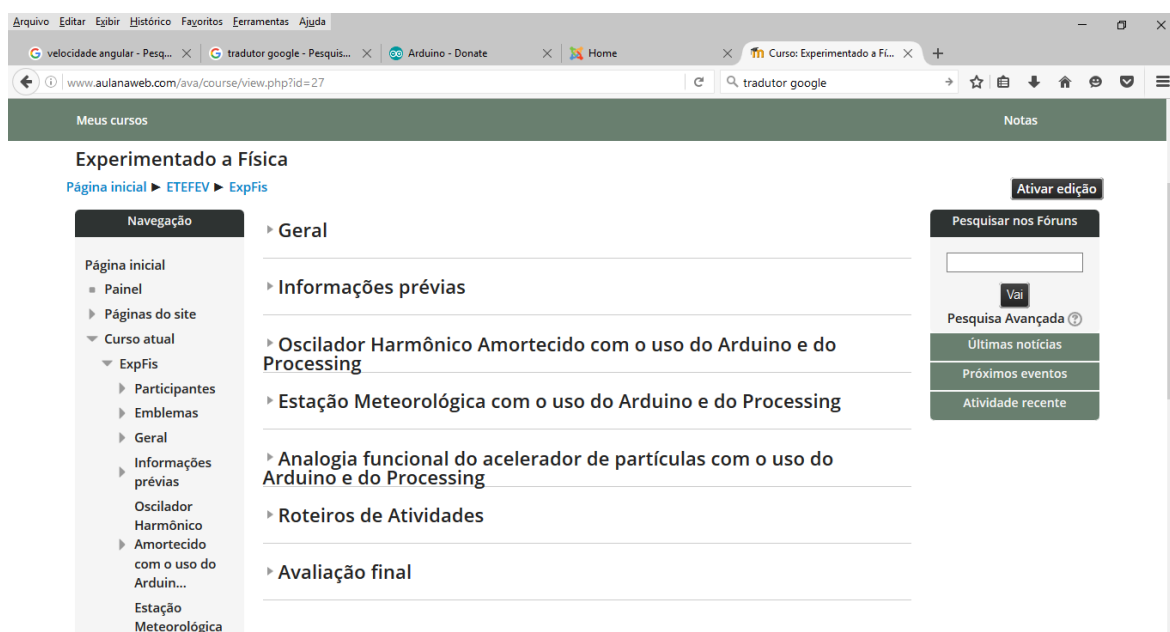 Arquivo Editar Exibir Histórico Favoritos Ferramentas Ajuda
velocidade angular - Pesq...
tradutor google - Pesquis...
Arduino - Donate
Home
Curso: Experimentado a Fí...
www.aulanaweb.com/ava/course/view.php?id=27
tradutor google
Meus cursos
Notas
Experimentado a Física
Página inicial ► ETEFEV ► ExpFis
Ativar edição
Navegação
Página inicial
Painel
Páginas do site
Curso atual
ExpFis
Participantes
Emblemas
Geral
Informações
prévias
Oscilador
Harmônico
Amortecido
com o uso do
Arduin...
Estação
Meteorológica
Geral
Informações prévias
Oscilador Harmônico Amortecido com o uso do Arduino e do
Processing
Estação Meteorológica com o uso do Arduino e do Processing
Analogia funcional do acelerador de partículas com o uso do
Arduino e do Processing
Roteiros de Atividades
Avaliação final
Pesquisar nos Fóruns
Vai
Pesquisa Avançada
Últimas notícias
Próximos eventos
Atividade recente